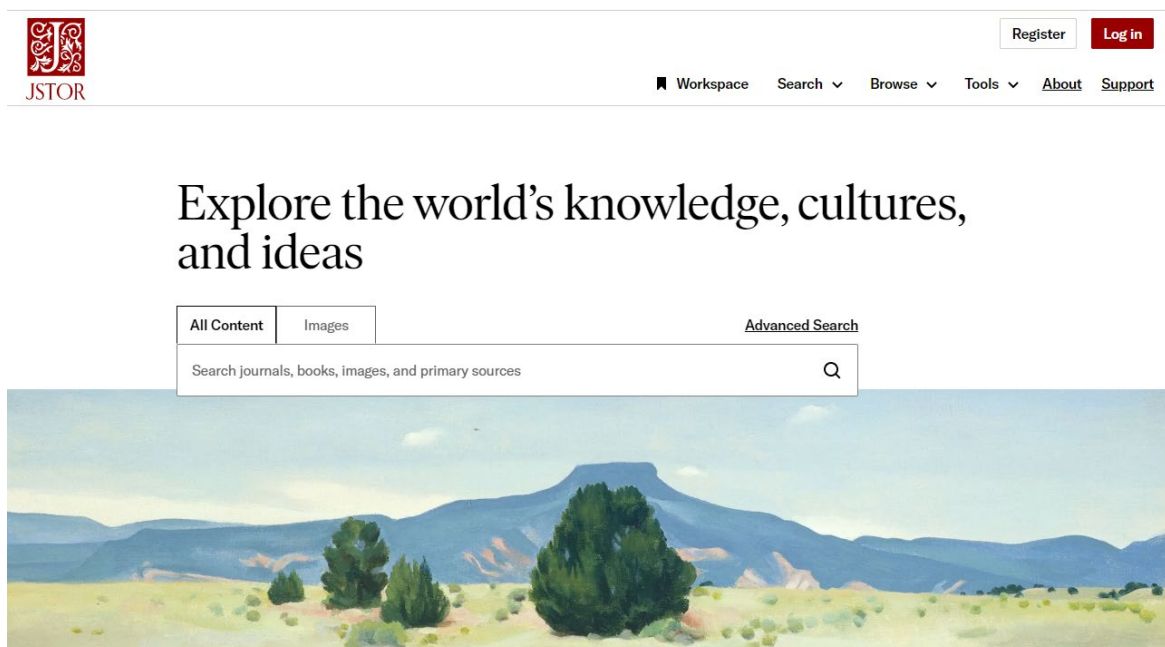 Register
Log in
JSTOR
Workspace
Search
Browse
Tools
About
Support
Explore the world’s knowledge, cultures,
and ideas
All Content
Images
Advanced Search
Search journals, books, images, and primary sources